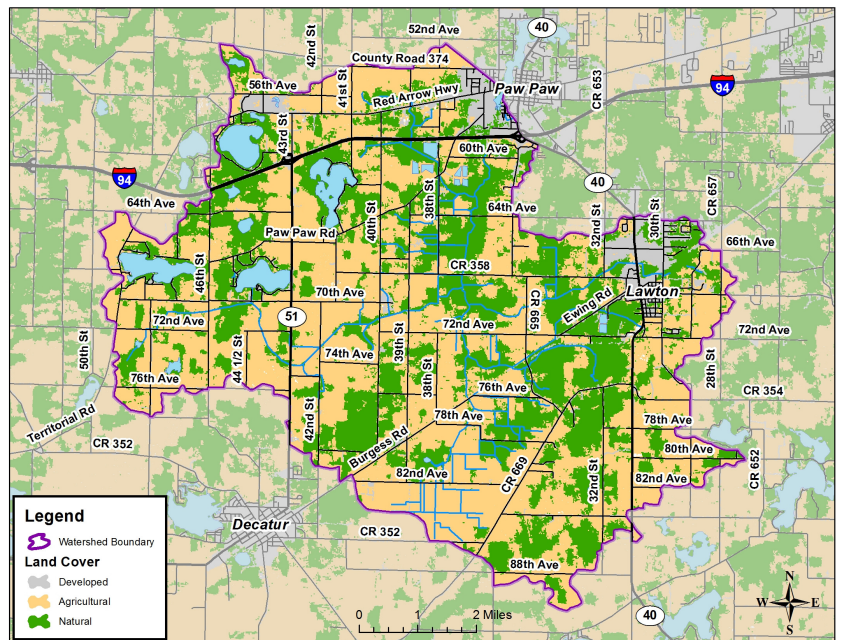 52nd Ave
40
42nd St
County Road 374
41st St
56th Ave
Red Arrow Hwy
Paw Paw
CR 653
94
43rd St
60th Ave
94
40
64th Ave
38th St
64th Ave
40th St
32nd St
30th St
CR 657
Paw Paw Rd
66th Ave
46th St
CR 358
70th Ave
CR 665
Ewing Rd
Lawton
51
72nd Ave
72nd Ave
72nd Ave
50th St
44 1/2 St
74th Ave
39th St
38th St
28th St
76th Ave
76th Ave
CR 354
Territorial Rd
42nd St
78th Ave
78th Ave
CR 352
Burgess Rd
80th Ave
CR 652
82nd Ave
CR 669
32nd St
82nd Ave
Decatur
CR 352
88th Ave
40
Legend
Watershed Boundary
Land Cover
Developed
Agricultural
Natural
0 1 2 Miles
N
W E
S